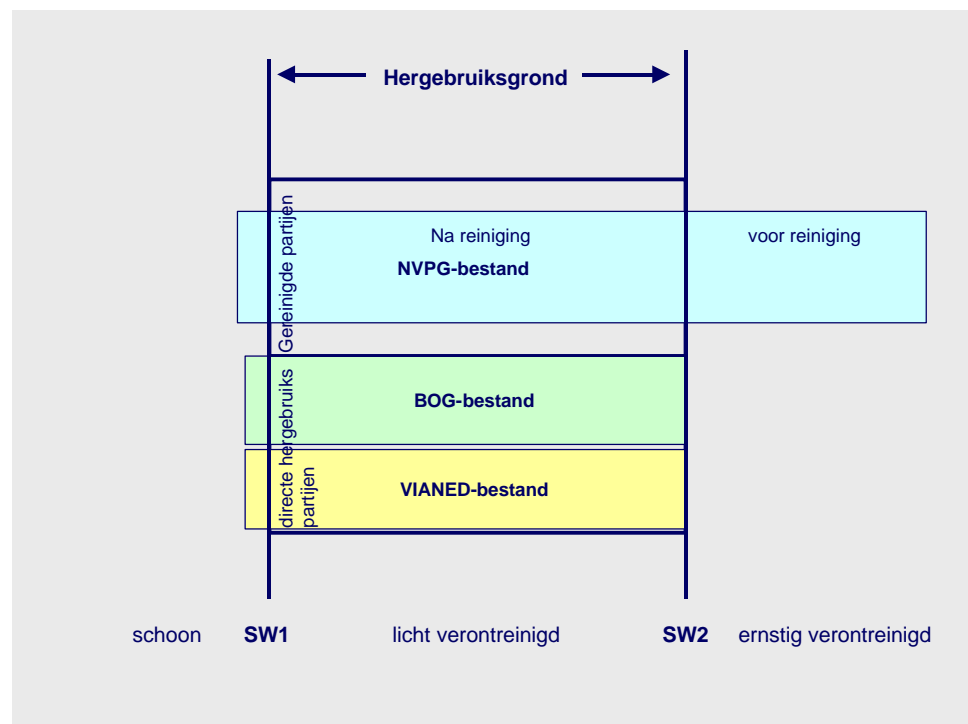 Hergebruiksgrond
Gereinigde partijen
Na reiniging
voor reiniging
NVPG-bestand
directe hergebruiks
partijen
BOG-bestand
VIANED-bestand
schoon SW1 licht verontreinigd SW2 ernstig verontreinigd